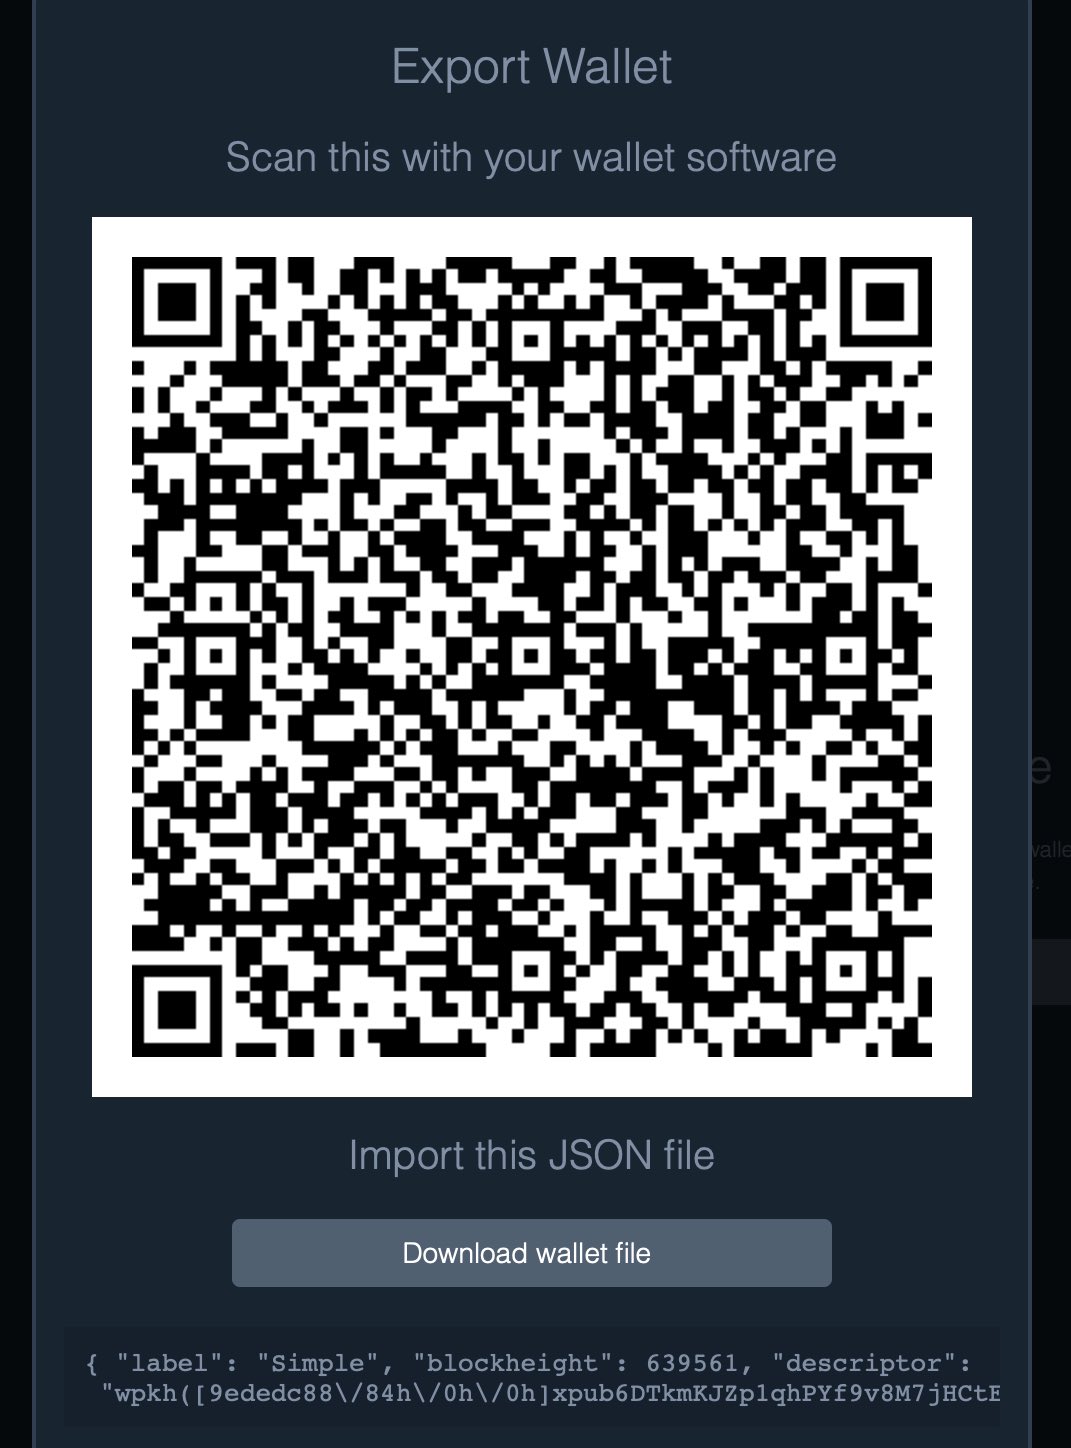 Export Wallet
Scan this with your wallet software
Import this JSON file
Download wallet file
{ "label": "Simple", "blockheight": 639561, "descriptor":
"wpkh([9ededc88\/84h\/0h\/0h]xpub6DTkmKJZp1qhPYf9v8M7jHCtE